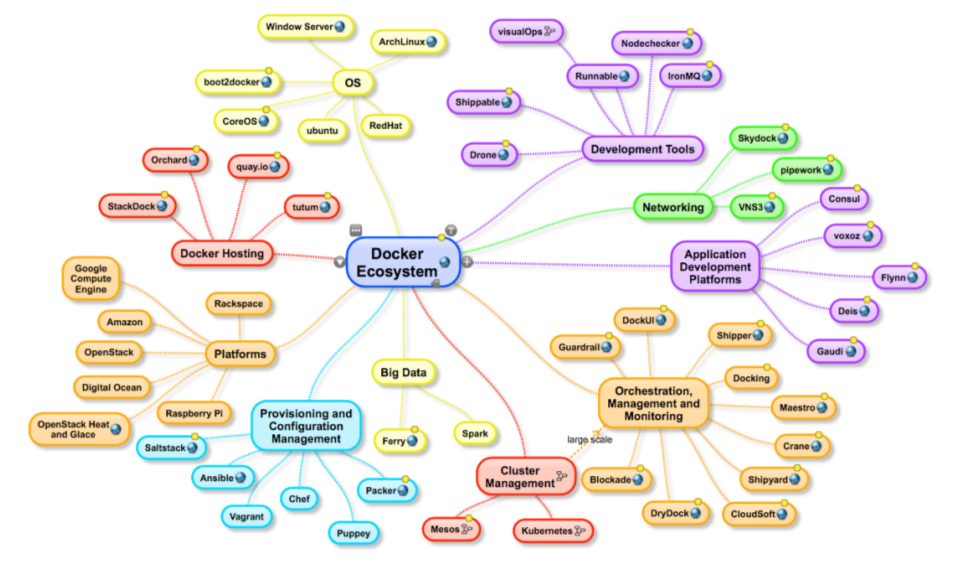 Window Server
ArchLinux
boot2docker
OS
CoreOS
ubuntu
RedHat
visualOps
Nodechecker
Runnable
IronMQ
Shippable
Drone
Development Tools
Skydock
pipework
Networking
VNS3
Orchard
quay.io
StackDock
tutum
Docker Hosting
Docker
Ecosystem
Consul
voxoz
Application
Development
Platforms
Flynn
Deis
Gaudi
Google
Compute
Engine
Rackspace
Amazon
OpenStack
Platforms
Digital Ocean
Raspberry Pi
OpenStack Heat
and Glace
Big Data
Ferry
Spark
Provisioning and
Configuration
Management
Saltstack
Ansible
Vagrant
Chef
Puppey
Packer
DockUI
Guardrail
Shipper
Docking
Orchestration,
Management and
Monitoring
Maestro
Crane
Shipyard
CloudSoft
DryDock
Blockade
large scale
Cluster
Management
Mesos
Kubernetes